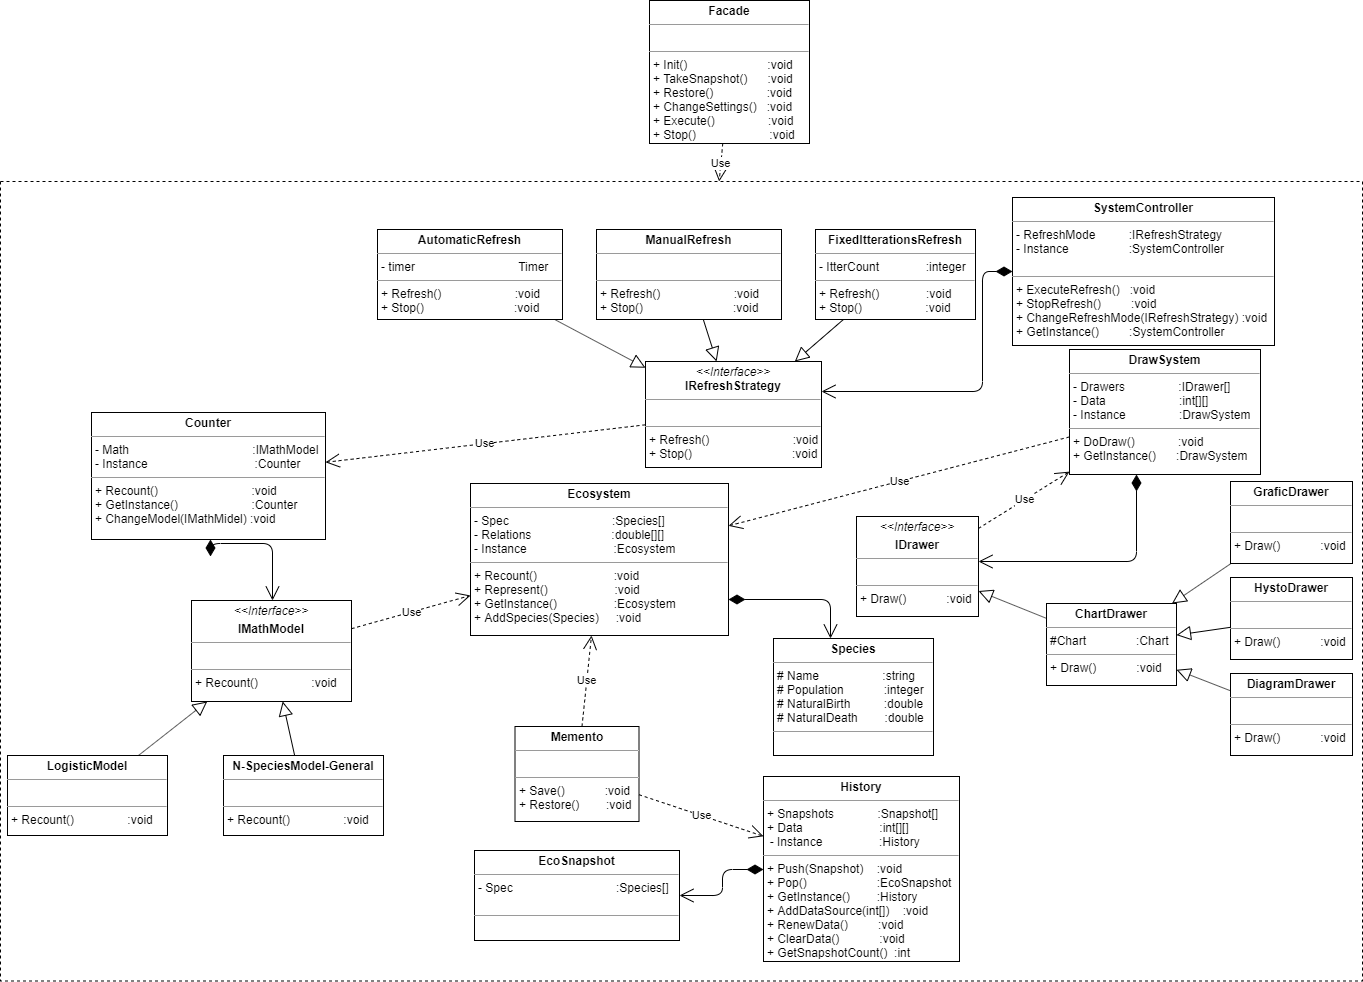 Facade
+ Init() :void
+ TakeSnapshot() :void
+ Restore() :void
+ ChangeSettings() :void
+ Execute() :void
+ Stop() :void
Use
AutomaticRefresh
- timer Timer
+ Refresh() :void
+ Stop() :void
ManualRefresh
+ Refresh() :void
+ Stop() :void
FixedItterationsRefresh
- ItterCount :integer
+ Refresh() :void
+ Stop() :void
SystemController
- RefreshMode :IRefreshStrategy
- Instance :SystemController
+ ExecuteRefresh() :void
+ StopRefresh() :void
+ ChangeRefreshMode(IRefreshStrategy) :void
+ GetInstance() :SystemController
<<Interface>>
IRefreshStrategy
+ Refresh() :void
+ Stop() :void
DrawSystem
- Drawers :IDrawer[]
- Data :int[][]
- Instance :DrawSystem
+ DoDraw() :void
+ GetInstance() :DrawSystem
Counter
- Math :IMathModel
- Instance :Counter
+ Recount() :void
+ GetInstance() :Counter
+ ChangeModel(IMathMidel) :void
Use
Use
Use
Ecosystem
- Spec :Species[]
- Relations :double[][]
- Instance :Ecosystem
+ Recount() :void
+ Represent() :void
+ GetInstance() :Ecosystem
+ AddSpecies(Species) :void
<<Interface>>
IDrawer
+ Draw() :void
GraficDrawer
+ Draw() :void
HystoDrawer
+ Draw() :void
DiagramDrawer
+ Draw() :void
ChartDrawer
#Chart :Chart
+ Draw() :void
<<Interface>>
IMathModel
+ Recount() :void
Use
Use
Species
# Name :string
# Population :integer
# NaturalBirth :double
# NaturalDeath :double
LogisticModel
+ Recount() :void
N-SpeciesModel-General
+ Recount() :void
Memento
+ Save() :void
+ Restore() :void
Use
History
+ Snapshots :Snapshot[]
+ Data :int[][]
- Instance :History
+ Push(Snapshot) :void
+ Pop() :EcoSnapshot
+ GetInstance() :History
+ AddDataSource(int[]) :void
+ RenewData() :void
+ ClearData() :void
+ GetSnapshotCount() :int
EcoSnapshot
- Spec :Species[]